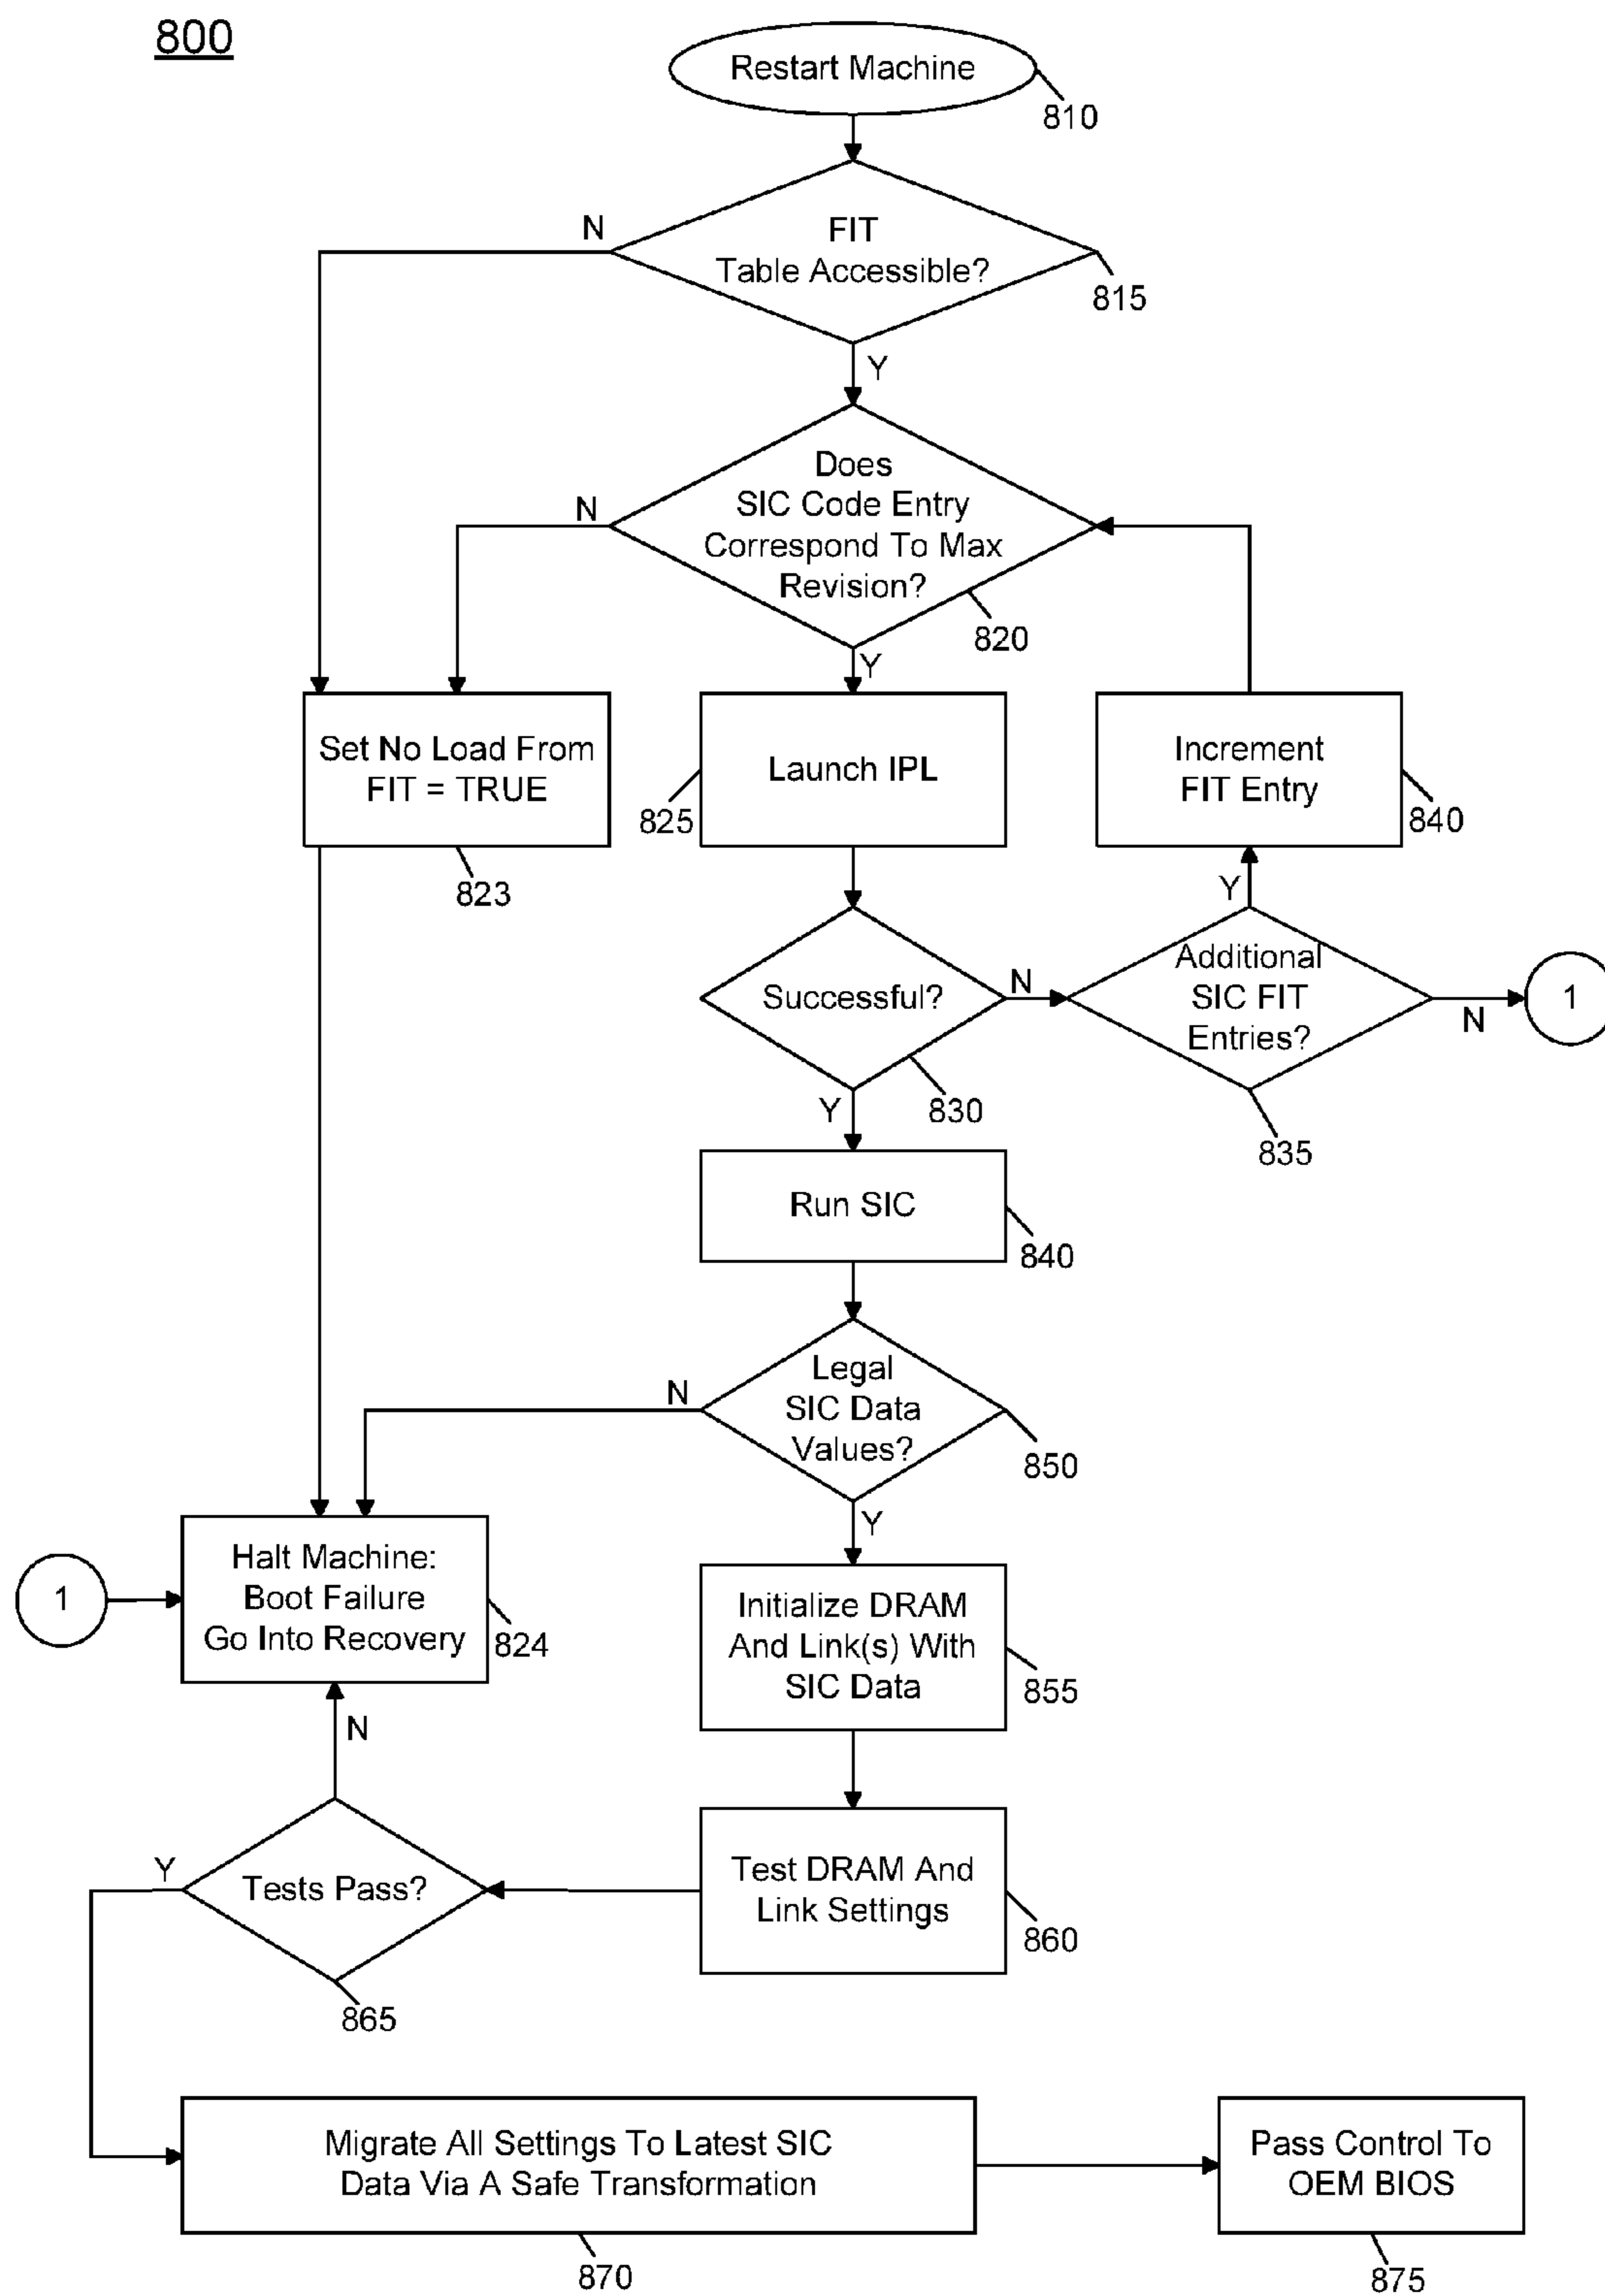 800
Restart Machine
810
FIT
Table Accessible?
815
N
Y
Does
SIC Code Entry
Correspond To Max
Revision?
820
N
Y
Set No Load From
FIT = TRUE
823
Launch IPL
825
Increment
FIT Entry
840
Y
Successful?
830
N
Additional
SIC FIT
Entries?
835
N
1
Y
Run SIC
840
Legal
SIC Data
Values?
850
N
Y
1
Halt Machine:
Boot Failure
Go Into Recovery
824
Initialize DRAM
And Link(s) With
SIC Data
855
N
Y
Tests Pass?
865
Test DRAM And
Link Settings
860
Migrate All Settings To Latest SIC
Data Via A Safe Transformation
870
Pass Control To
OEM BIOS
875